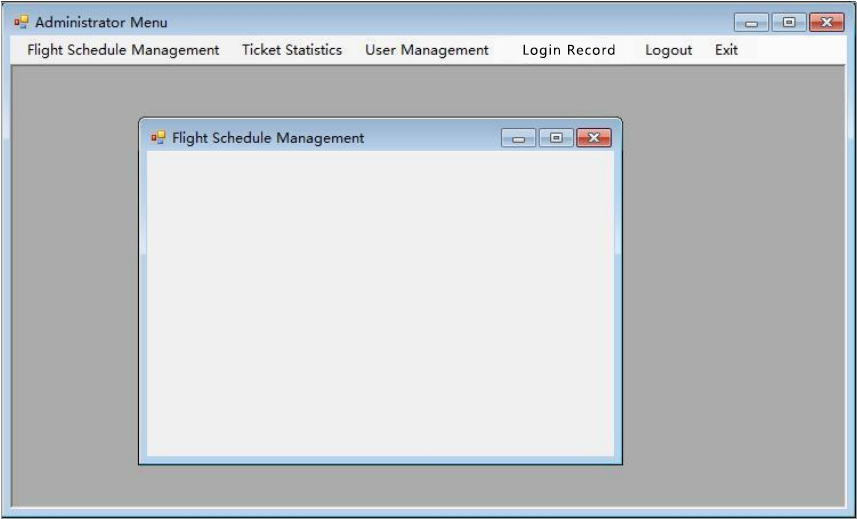 Administrator Menu
Flight Schedule Management Ticket Statistics User Management Login Record Logout Exit
Flight Schedule Management